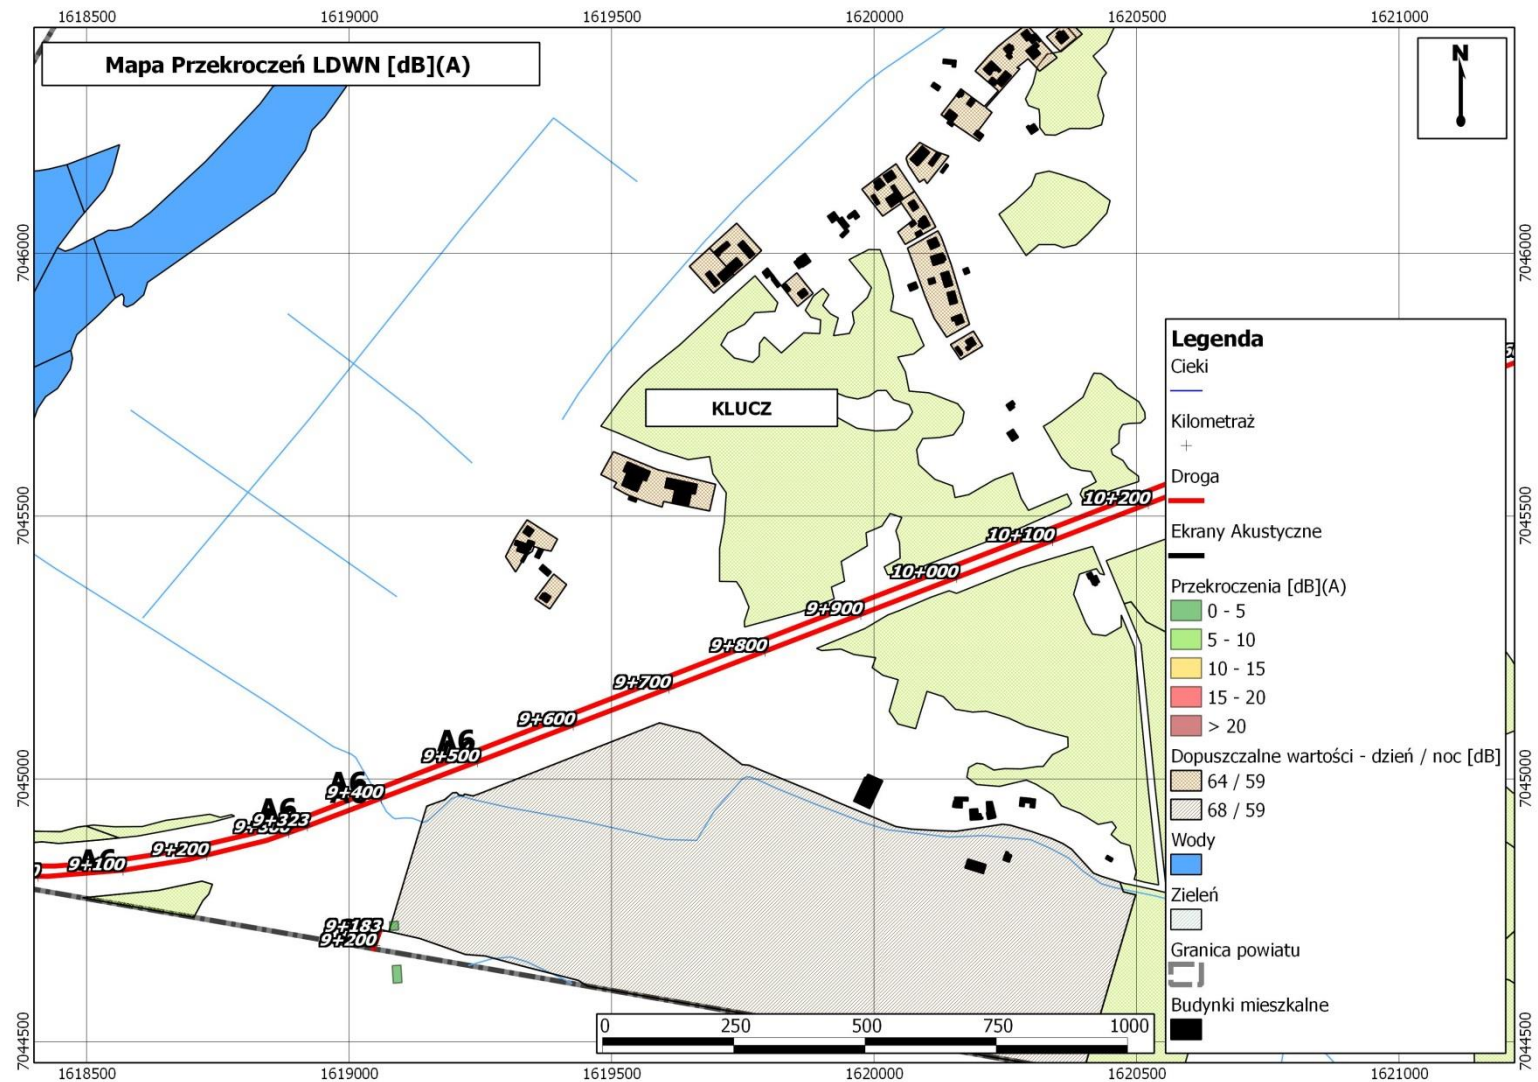 1618500 1619000 1619500 1620000 1620500 1621000
Mapa Przekroczeń LDWN [dB](A)
N
7046000 7046000
KLUCZ
Legenda
Cieki
Kilometraż
Droga
Ekrany Akustyczne
Przekroczenia [dB](A)
0 - 5
5 - 10
10 - 15
15 - 20
> 20
Dopuszczalne wartości - dzień / noc [dB]
64 / 59
68 / 59
Wody
Zieleń
Granica powiatu
Budynki mieszkalne
7045500 7045500
10+200
10+100
10+000
9+900
9+800
9+700
9+600
A6
9+500
A6
9+400
7045000 7045000
A6
9+323
9+200
A6
9+100
9+183
9+200
0 250 500 750 1000
7044500 7044500
1618500 1619000 1619500 1620000 1620500 1621000